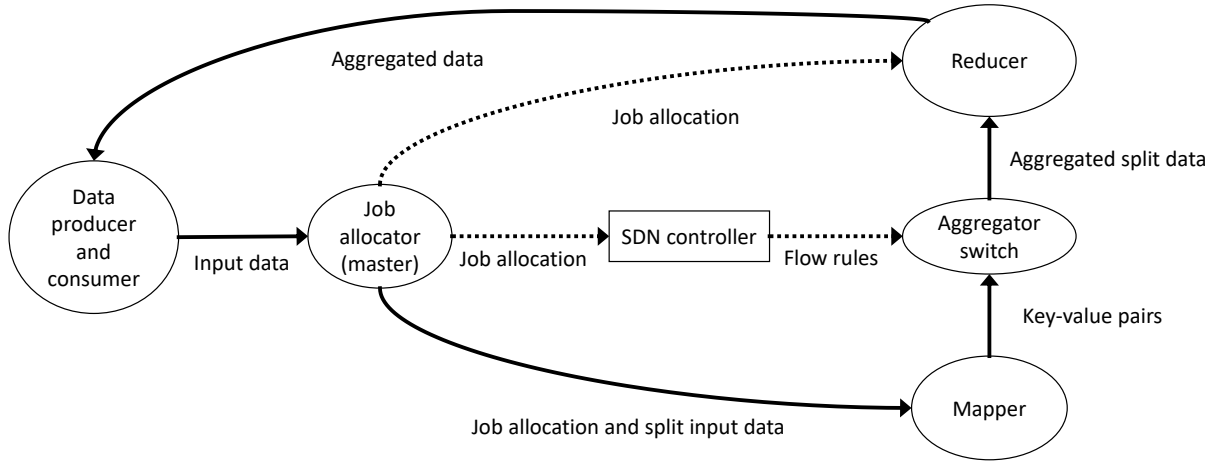 Aggregated data
Reducer
Job allocation
Aggregated split data
Data
producer
and
consumer
Input data
Job
allocator
(master)
Job allocation
SDN controller
Flow rules
Aggregator
switch
Key-value pairs
Mapper
Job allocation and split input data